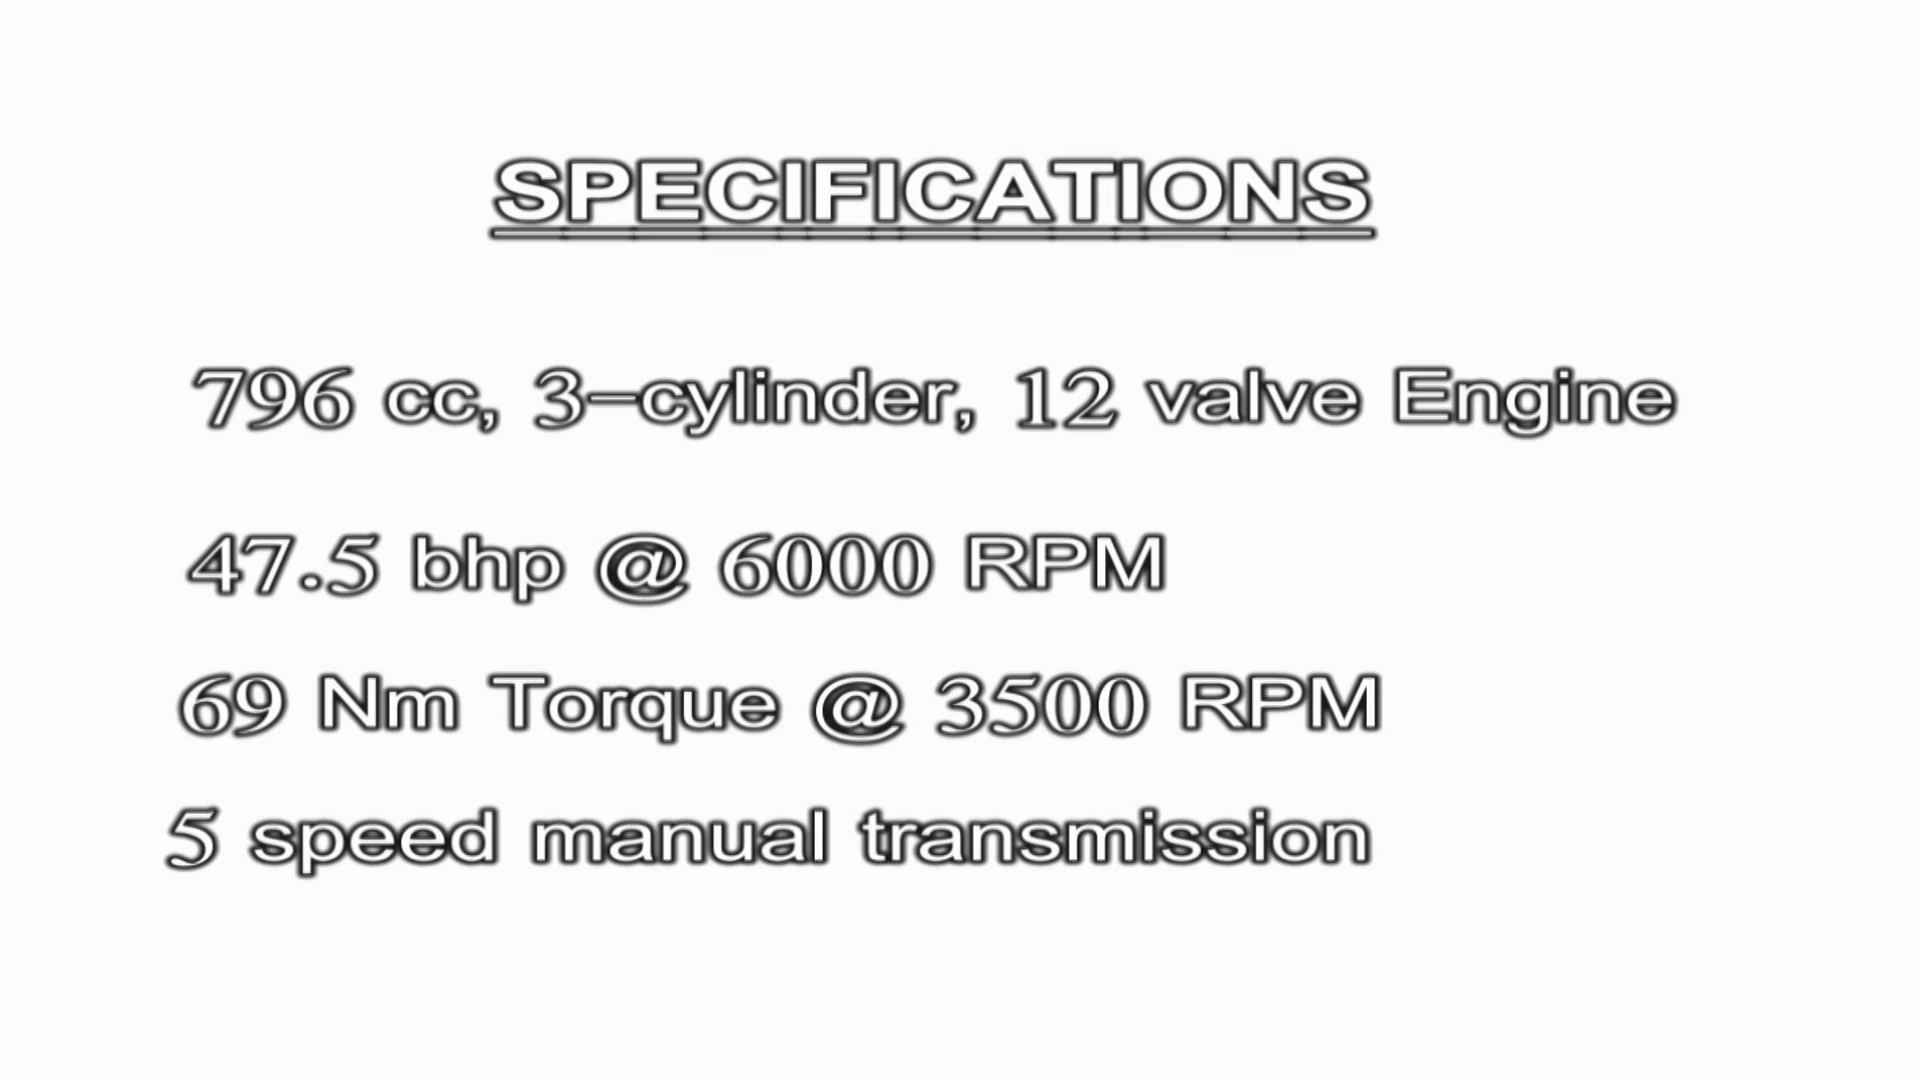 SPECIFICATIONS
796 cc, 3-cylinder, 12 valve Engine
47.5 bhp @ 6000 RPM
69 Nm Torque @ 3500 RPM
5 speed manual transmission